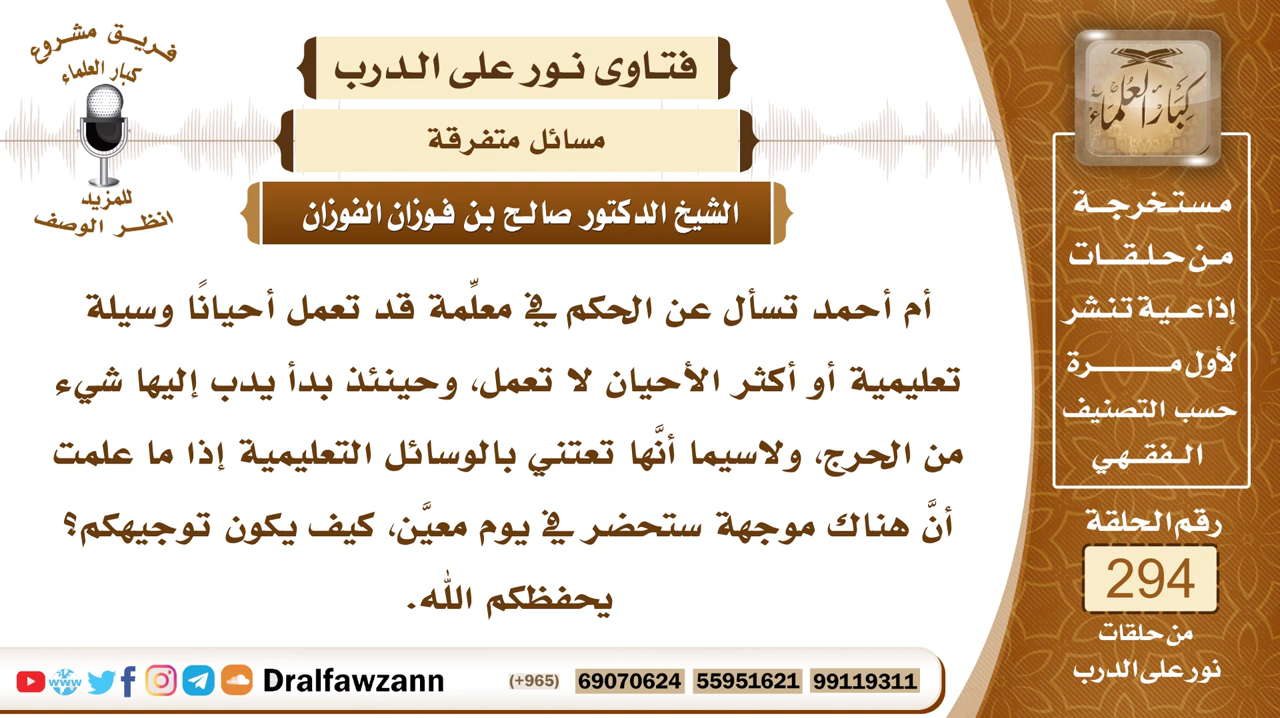 فريق مشروع
كبار العلماء
للمزيد
انظر الوصف
فتاوى نور على الدرب
مسائل متفرقة
الشيخ الدكتور صالح بن فوزان الفوزان
أم أحمد تسأل عن الحكم في معلِّمة قد تعمل أحيانًا وسيلة
تعليمية أو أكثر الأحيان لا تعمل، وحينئذ بدأ يدب إليها شيء
من الحرج، ولاسيما أنَّها تعتني بالوسائل التعليمية إذا ما علمت
أنَّ هناك موجهة ستحضر في يوم معيَّن، كيف يكون توجيهكم؟
يحفظكم الله.
كبار العلماء
مستخرجة
من حلقات
إذاعية تنشر
لأول مرة
حسب التصنيف
الفقهي
رقم الحلقة
294
من حلقات
نور على الدرب
www Dralfawzann (+965) 69070624 55951621 99119311